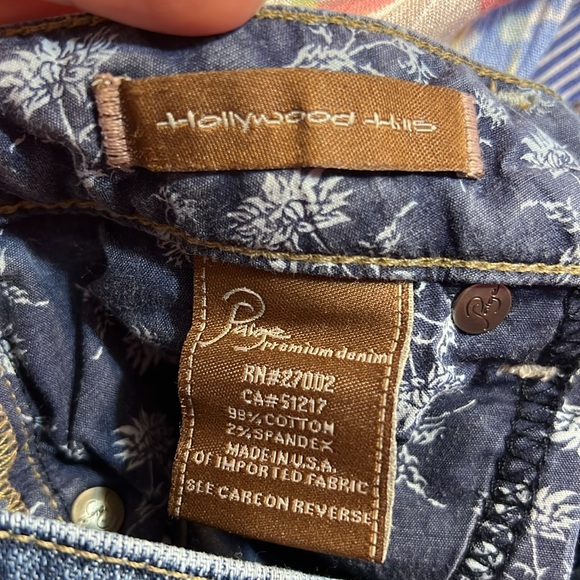 Hollywood Hills
Paige
premium denim
RN#27002
CA#51217
98% COTTON
2% SPANDEX
MADE IN U.S.A.
OF IMPORTED FABRIC
SEE CARE ON REVERSE